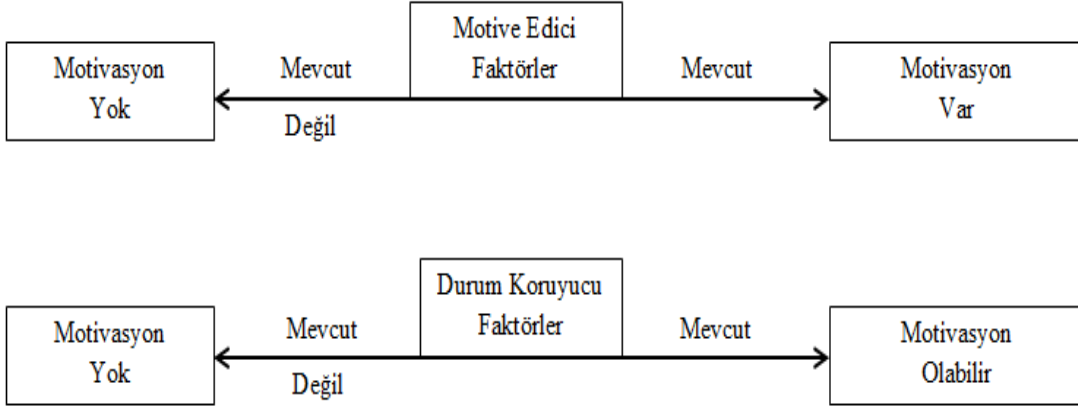 Motive Edici
Faktörler
Motivasyon
Yok
Mevcut
Değil
Mevcut
Motivasyon
Var
Durum Koruyucu
Faktörler
Motivasyon
Yok
Mevcut
Değil
Mevcut
Motivasyon
Olabilir